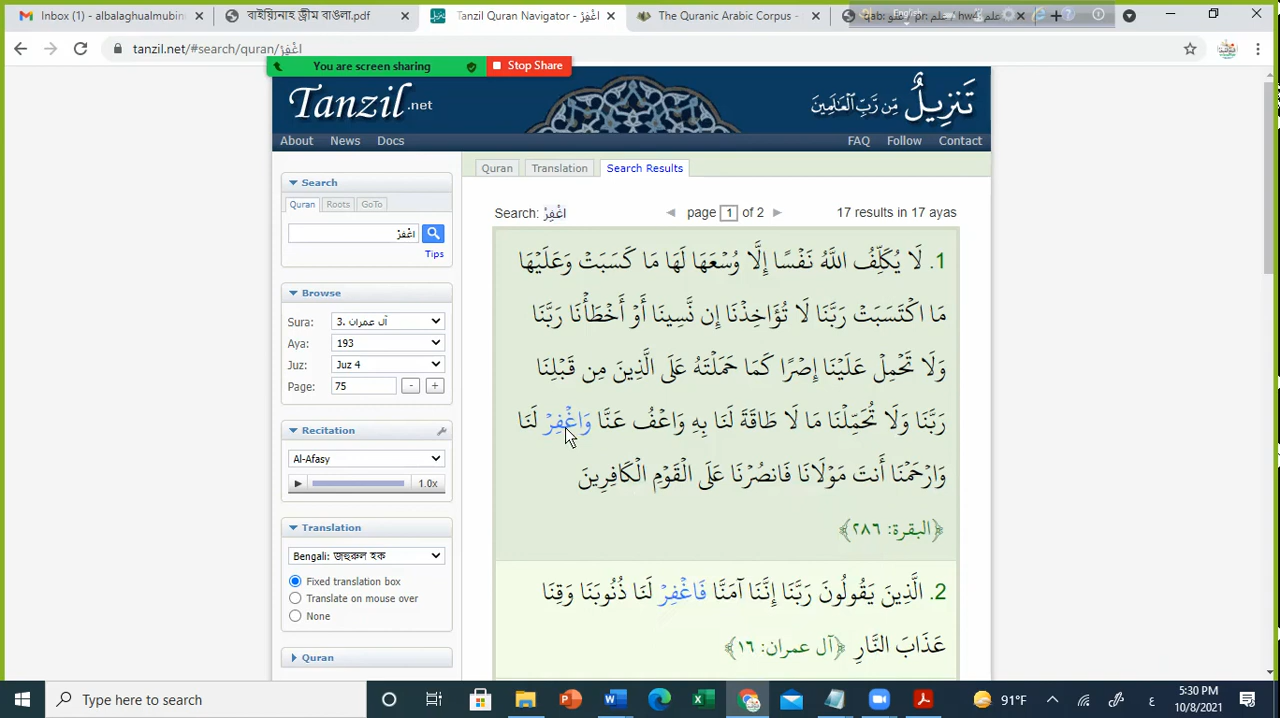 Inbox (16) - albalaghualmubin
বাইয়্যিনাহ ড্রীম বাঙলা.pdf
Tanzil Quran Navigator - اغْفِرْ
The Quranic Arabic Corpus -
English
tanzil.net/#search/quran/اغْفِرْ
You are screen sharing
Stop Share
Tanzil.net
تَنزِيلٌ مِّن رَّبِّ الْعَالَمِينَ
About News Docs
FAQ Follow Contact
Search
Quran Roots GoTo
اغْفِرْ
Tips
Browse
Sura: 3. آل عمران
Aya: 193
Juz: Juz 4
Page: 75 - +
Recitation
Al-Afasy
1.0x
Translation
Bengali: জহুরুল হক
Fixed translation box
Translate on mouse over
None
Quran
Quran Translation Search Results
Search: اغْفِرْ
page 1 of 2
17 results in 17 ayas
1. لَا يُكَلِّفُ اللَّهُ نَفْسًا إِلَّا وُسْعَهَا لَهَا مَا كَسَبَتْ وَعَلَيْهَا
مَا اكْتَسَبَتْ رَبَّنَا لَا تُؤَاخِذْنَا إِن نَّسِينَا أَوْ أَخْطَأْنَا رَبَّنَا
وَلَا تَحْمِلْ عَلَيْنَا إِصْرًا كَمَا حَمَلْتَهُ عَلَى الَّذِينَ مِن قَبْلِنَا
رَبَّنَا وَلَا تُحَمِّلْنَا مَا لَا طَاقَةَ لَنَا بِهِ وَاعْفُ عَنَّا وَاغْفِرْ لَنَا
وَارْحَمْنَا أَنتَ مَوْلَانَا فَانصُرْنَا عَلَى الْقَوْمِ الْكَافِرِينَ
﴿البقرة: ٢٨٦﴾
2. الَّذِينَ يَقُولُونَ رَبَّنَا إِنَّنَا آمَنَّا فَاغْفِرْ لَنَا ذُنُوبَنَا وَقِنَا
عَذَابَ النَّارِ ﴿آل عمران: ١٦﴾
Type here to search
91°F
ع
5:30 PM
10/8/2021